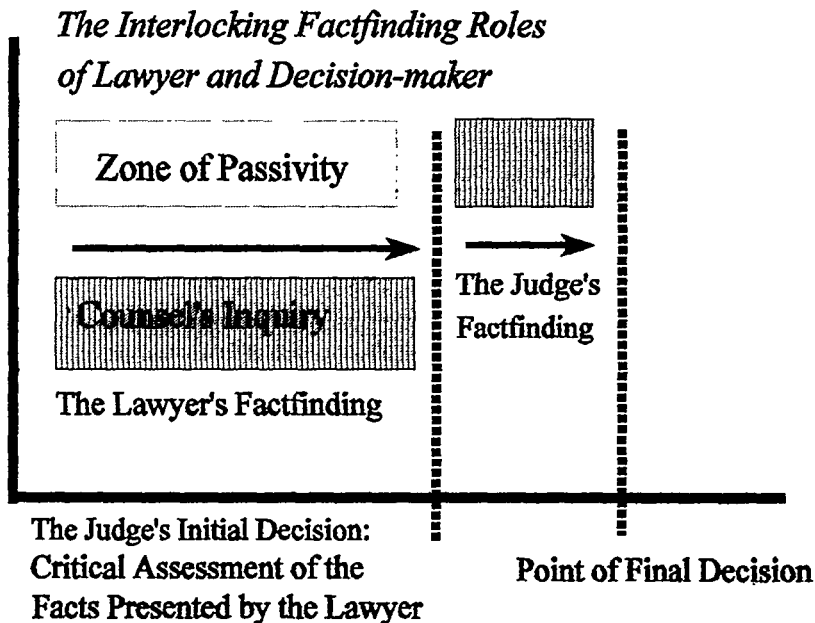 The Interlocking Factfinding Roles
of Lawyer and Decision-maker
Zone of Passivity
Counsel's Inquiry
The Lawyer's Factfinding
The Judge's
Factfinding
The Judge's Initial Decision:
Critical Assessment of the
Facts Presented by the Lawyer
Point of Final Decision